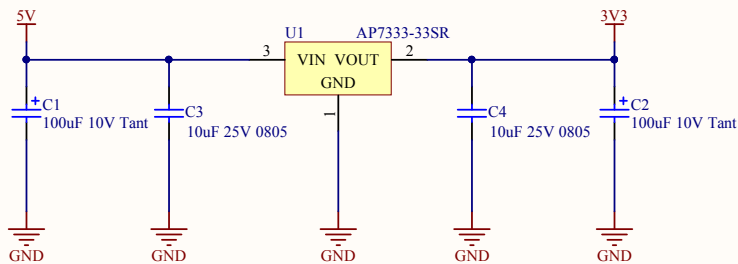 5V
3V3
U1
AP7333-33SR
3
VIN VOUT
2
GND
1
C1
100uF 10V Tant
C3
10uF 25V 0805
C4
10uF 25V 0805
C2
100uF 10V Tant
GND
GND
GND
GND
GND